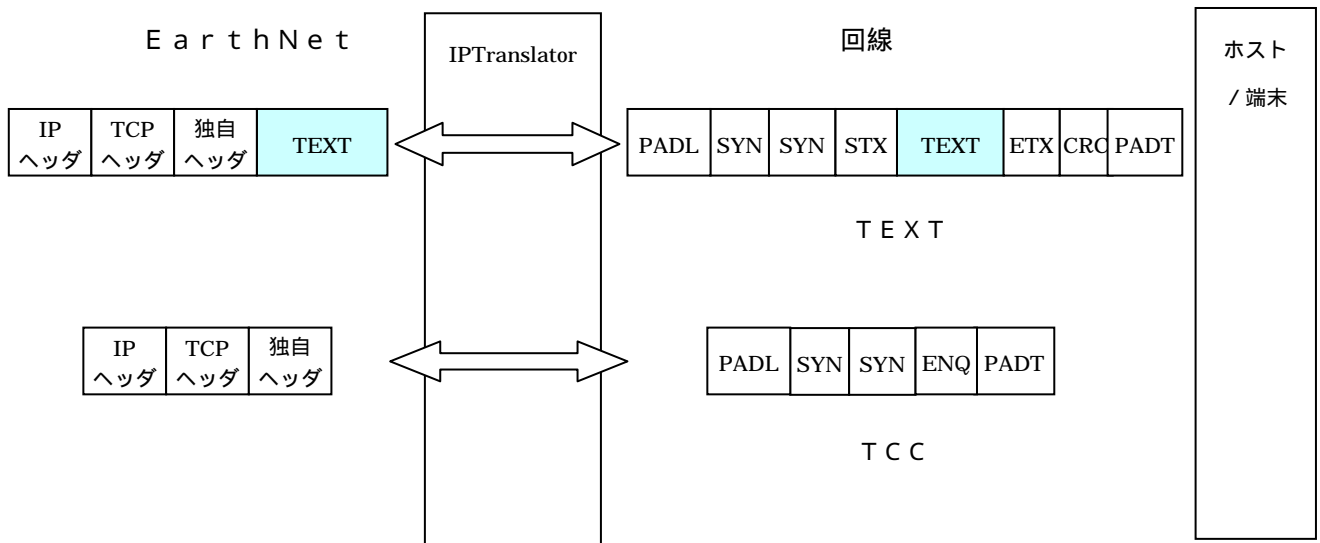 ＥａｒｔｈＮｅｔ
IPTranslator
回線
ホスト
/ 端末
IP
ヘッダ
TCP
ヘッダ
独自
ヘッダ
TEXT
PADL SYN SYN STX TEXT ETX CRC PADT
ＴＥＸＴ
IP
ヘッダ
TCP
ヘッダ
独自
ヘッダ
PADL SYN SYN ENQ PADT
ＴＣＣ